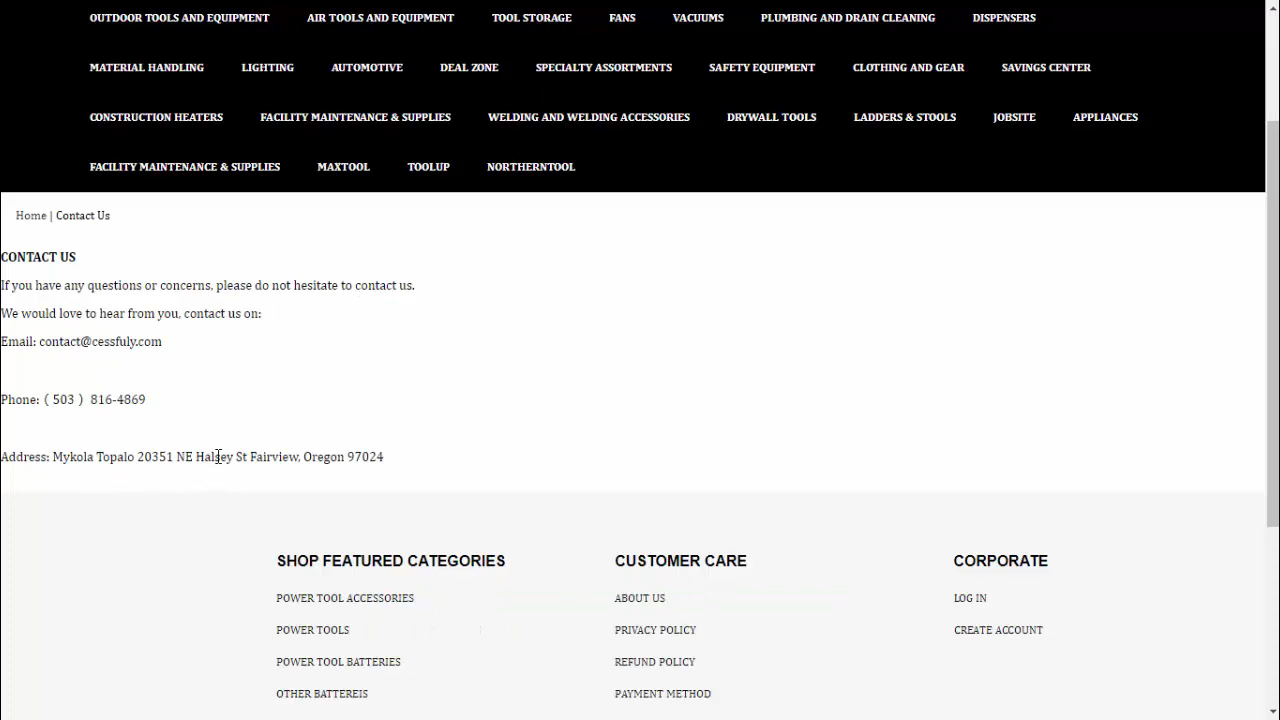 OUTDOOR TOOLS AND EQUIPMENT AIR TOOLS AND EQUIPMENT TOOL STORAGE FANS VACUUMS PLUMBING AND DRAIN CLEANING DISPENSERS
MATERIAL HANDLING LIGHTING AUTOMOTIVE DEAL ZONE SPECIALTY ASSORTMENTS SAFETY EQUIPMENT CLOTHING AND GEAR SAVINGS CENTER
CONSTRUCTION HEATERS FACILITY MAINTENANCE & SUPPLIES WELDING AND WELDING ACCESSORIES DRYWALL TOOLS LADDERS & STOOLS JOBSITE APPLIANCES
FACILITY MAINTENANCE & SUPPLIES MAXTOOL TOOLUP NORTHERNTOOL
Home | Contact Us
CONTACT US
If you have any questions or concerns, please do not hesitate to contact us.
We would love to hear from you, contact us on:
Email: contact@cessfuly.com
Phone: ( 503 ) 816-4869
Address: Mykola Topalo 20351 NE Halsey St Fairview, Oregon 97024
SHOP FEATURED CATEGORIES CUSTOMER CARE CORPORATE
POWER TOOL ACCESSORIES ABOUT US LOG IN
POWER TOOLS PRIVACY POLICY CREATE ACCOUNT
POWER TOOL BATTERIES REFUND POLICY
OTHER BATTEREIS PAYMENT METHOD